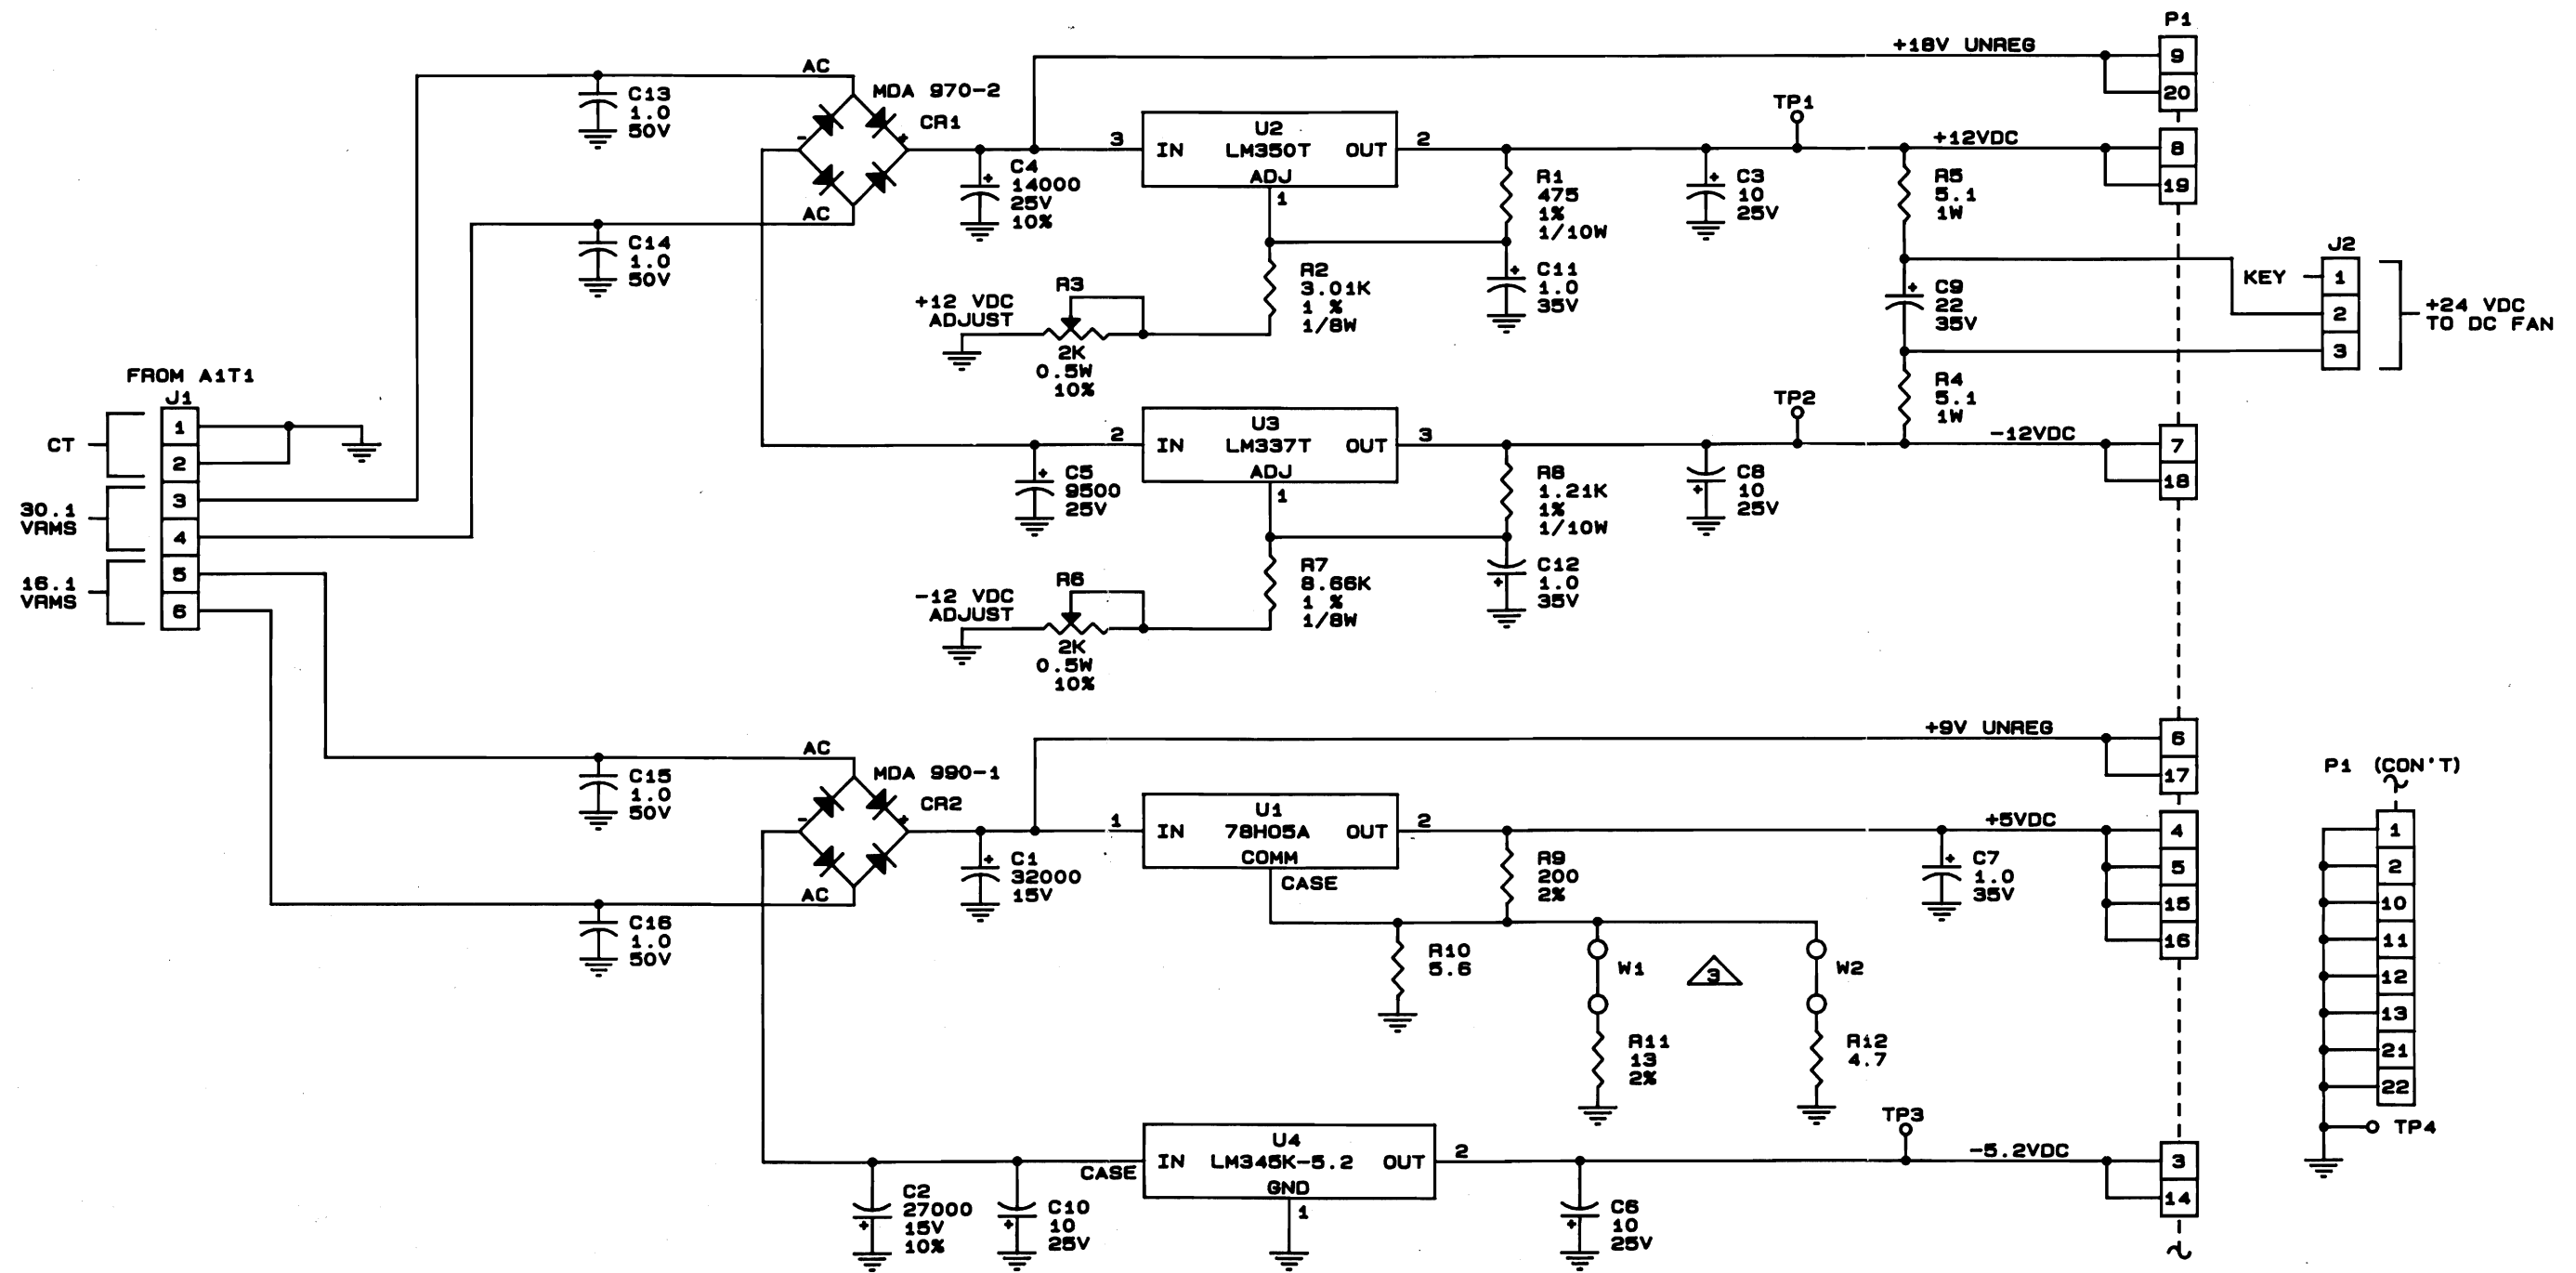 P1
+18V UNREG
9
20
AC
MDA 970-2
CR1
-
+
C13
1.0
50V
AC
C14
1.0
50V
+
C4
14000
25V
10%
3
IN
U2
LM350T
OUT
ADJ
2
1
TP1
+12VDC
8
19
R1
475
1%
1/10W
+
C3
10
25V
R5
5.1
1W
R2
3.01K
1 %
1/8W
+
C11
1.0
35V
+12 VDC
ADJUST
R3
2K
0.5W
10%
+
C9
22
35V
J2
KEY
1
2
3
+24 VDC
TO DC FAN
R4
5.1
1W
FROM A1T1
J1
CT
1
2
30.1
VRMS
3
4
16.1
VRMS
5
6
2
IN
U3
LM337T
OUT
ADJ
3
1
TP2
-12VDC
7
18
+
C5
9500
25V
R8
1.21K
1%
1/10W
+
C8
10
25V
R7
8.66K
1 %
1/8W
+
C12
1.0
35V
-12 VDC
ADJUST
R6
2K
0.5W
10%
+9V UNREG
6
17
AC
MDA 990-1
CR2
-
+
C15
1.0
50V
AC
C16
1.0
50V
+
C1
32000
15V
1
IN
U1
78H05A
OUT
COMM
2
CASE
R9
200
2%
+5VDC
+
C7
1.0
35V
4
5
15
16
R10
5.6
W1
3
W2
R11
13
2%
R12
4.7
P1 (CON'T)
1
2
10
11
12
13
21
22
TP4
CASE
IN
U4
LM345K-5.2
OUT
GND
2
1
TP3
-5.2VDC
3
14
+
C2
27000
15V
10%
+
C10
10
25V
+
C6
10
25V